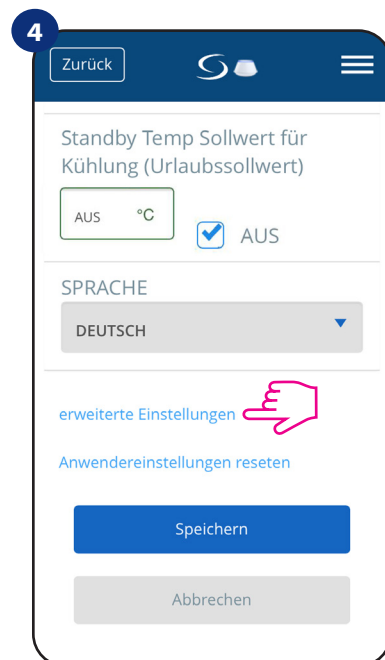 4
Zurück
Standby Temp Sollwert für
Kühlung (Urlaubssollwert)
AUS °C
AUS
SPRACHE
DEUTSCH
erweiterte Einstellungen
Anwendereinstellungen reseten
Speichern
Abbrechen